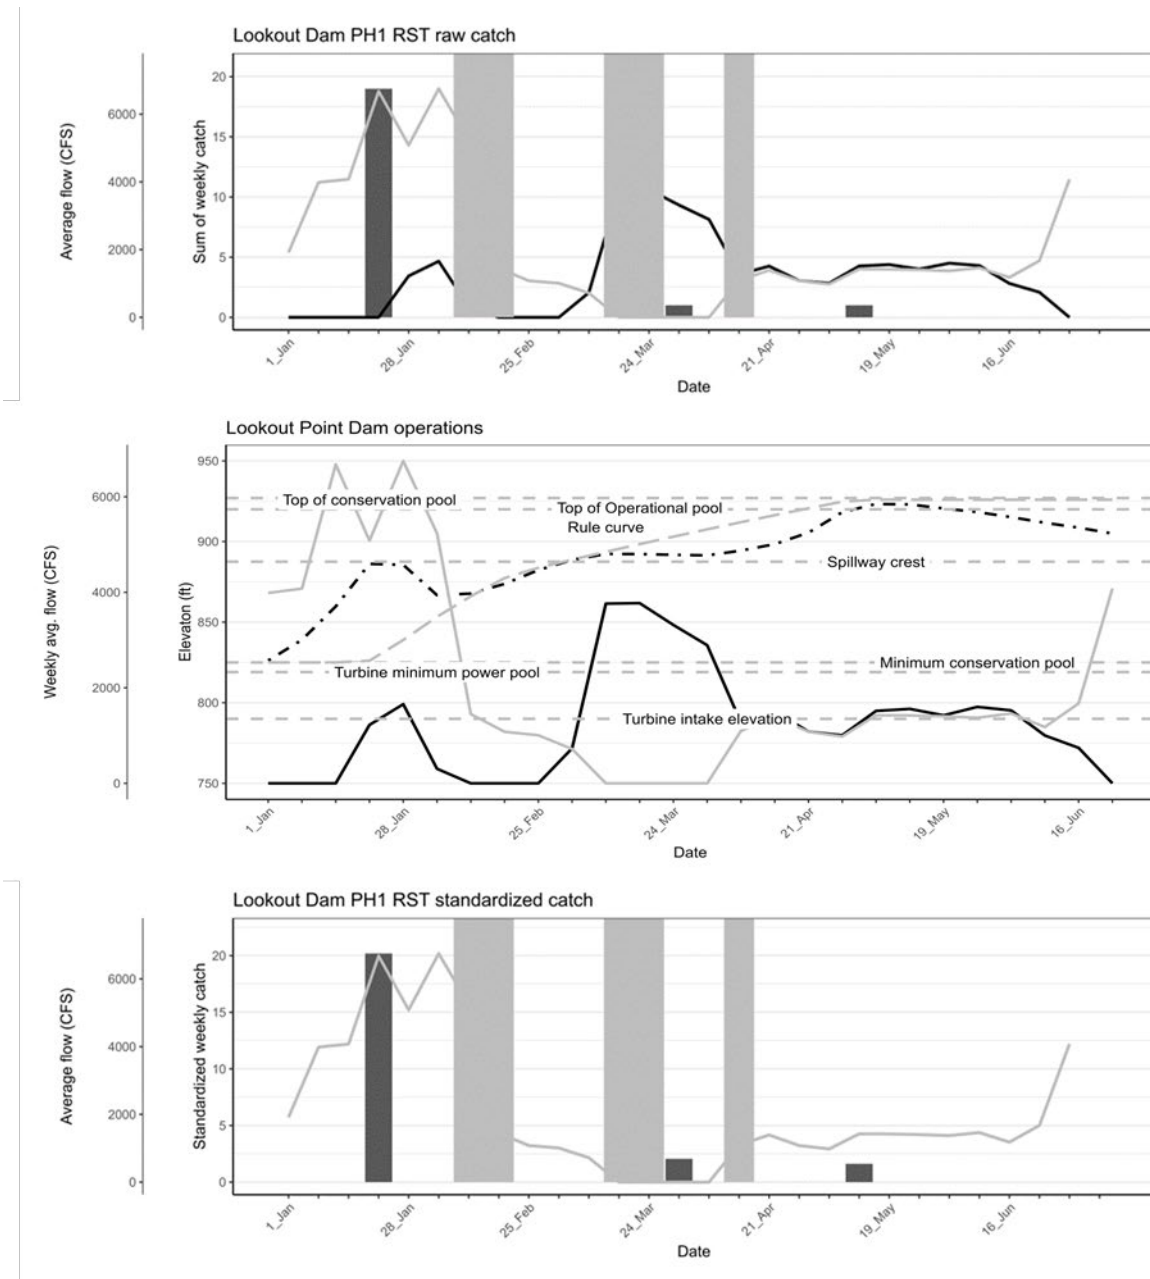 Lookout Dam PH1 RST raw catch
Average flow (CFS)
6000
4000
2000
0
Sum of weekly catch
20
15
10
5
0
1_Jan
28_Jan
25_Feb
24_Mar
21_Apr
19_May
16_Jun
Date
Lookout Point Dam operations
Weekly avg. flow (CFS)
6000
4000
2000
0
Elevaton (ft)
950
900
850
800
750
Top of conservation pool
Top of Operational pool
Rule curve
Spillway crest
Minimum conservation pool
Turbine minimum power pool
Turbine intake elevation
1_Jan
28_Jan
25_Feb
24_Mar
21_Apr
19_May
16_Jun
Date
Lookout Dam PH1 RST standardized catch
Average flow (CFS)
6000
4000
2000
0
Standardized weekly catch
20
15
10
5
0
1_Jan
28_Jan
25_Feb
24_Mar
21_Apr
19_May
16_Jun
Date